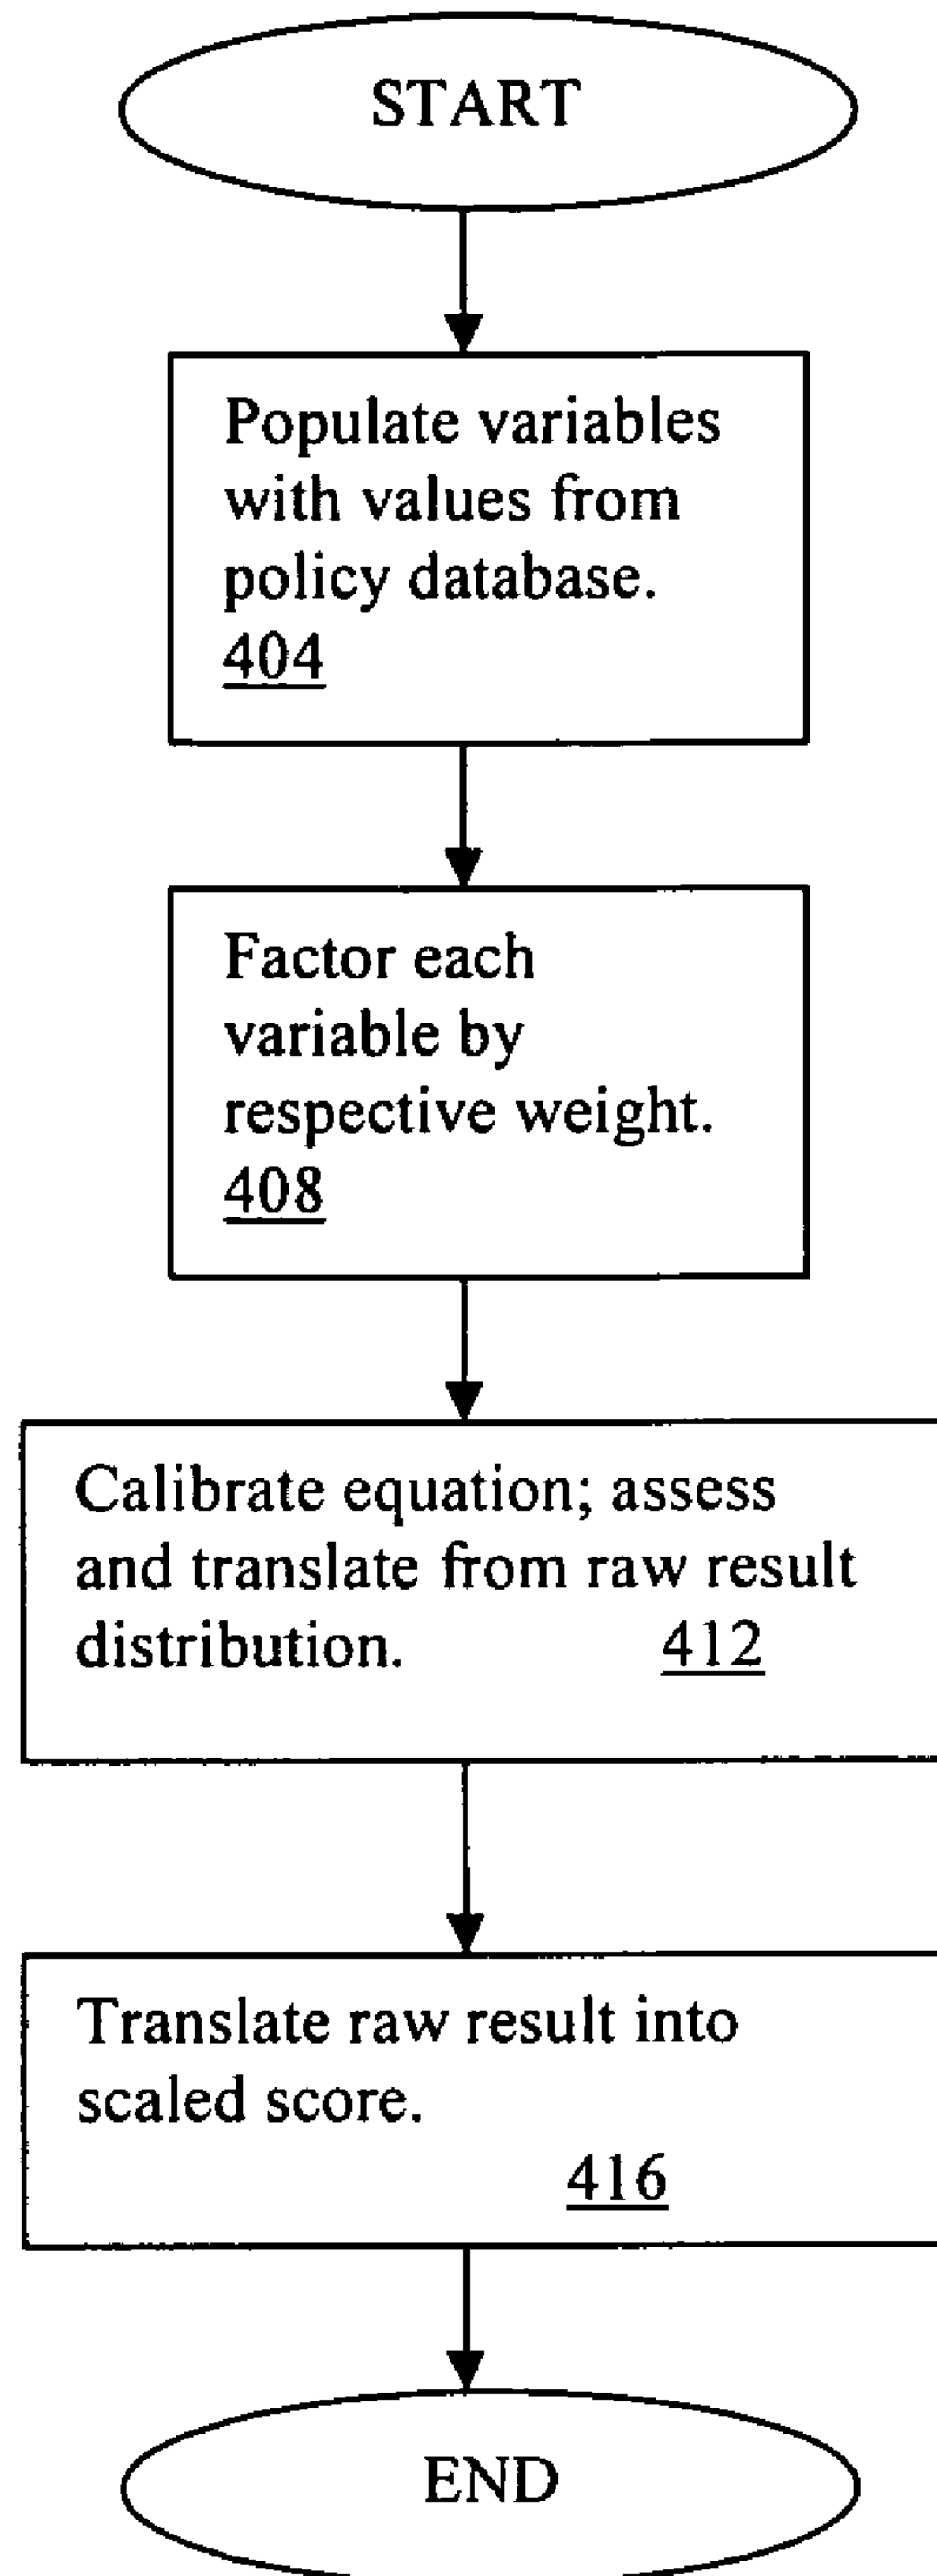 START
Populate variables
with values from
policy database.
404
Factor each
variable by
respective weight.
408
Calibrate equation; assess
and translate from raw result
distribution. 412
Translate raw result into
scaled score.
416
END